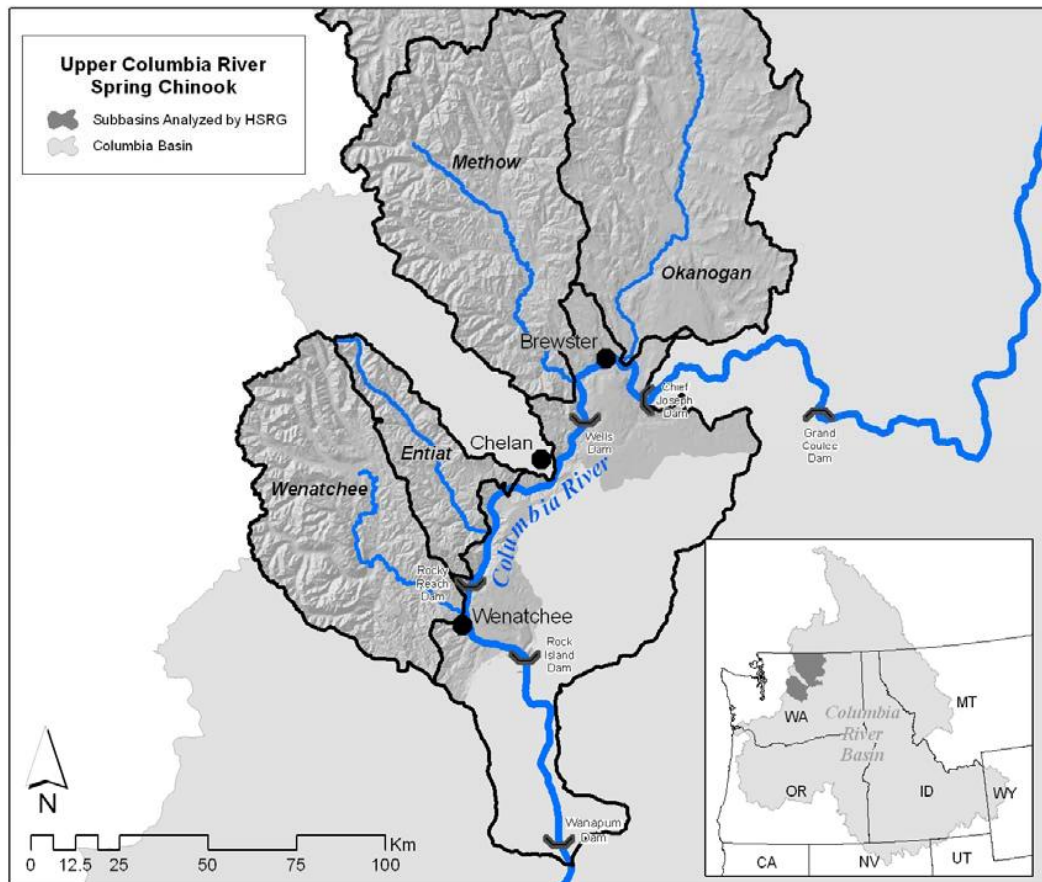 Upper Columbia River
Spring Chinook
Subbasins Analyzed by HSRG
Columbia Basin
Methow
Okanogan
Brewster
Chief
Joseph
Dam
Wells
Dam
Grand
Coulee
Dam
Chelan
Entiat
Wenatchee
Columbia River
Rocky
Reach
Dam
Wenatchee
Rock
Island
Dam
Wanapum
Dam
N
0 12.5 25 50 75 100
Km
WA
MT
Columbia
River
Basin
OR
ID
WY
CA
NV
UT